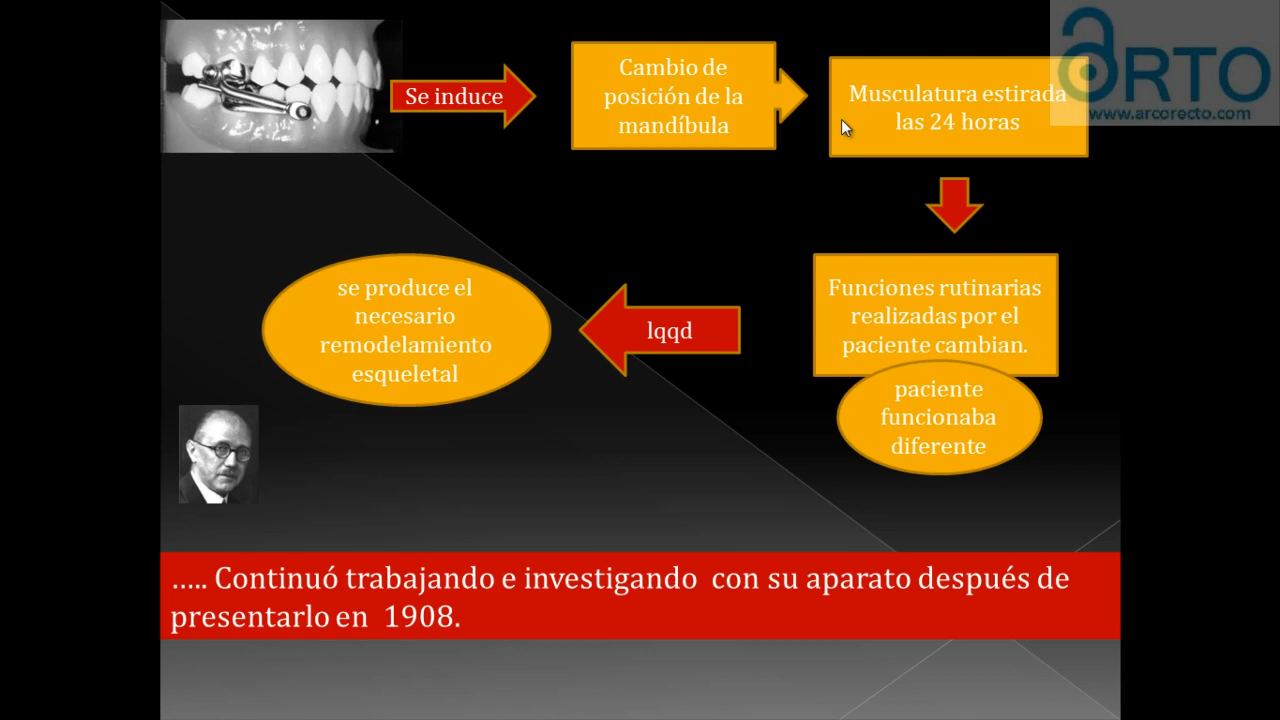 Se induce
Cambio de
posición de la
mandíbula
Musculatura estirada
las 24 horas
aRTO
www.arcorecto.com
Funciones rutinarias
realizadas por el
paciente cambian.
paciente
funcionaba
diferente
lqqd
se produce el
necesario
remodelamiento
esqueletal
..... Continuó trabajando e investigando con su aparato después de
presentarlo en 1908.